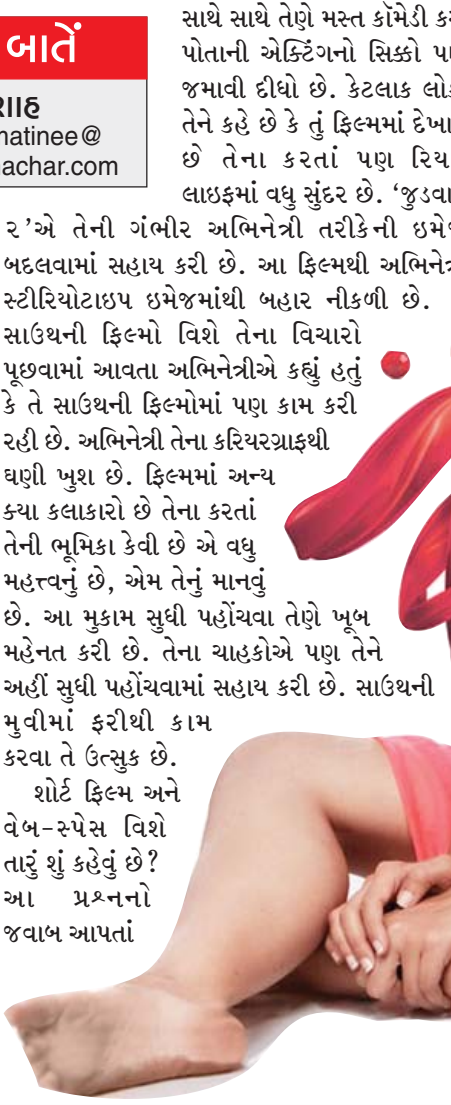 બાતેં
શાહ
matinee@
machar.com
સાથે સાથે તેણે મસ્ત કૉમેડી
પોતાની એક્ટિંગનો સિક્કો
જમાવી દીધો છે. કેટલાક
તેને કહે છે કે તું ફિલ્મમાં
છે તેના કરતાં પણ
લાઇફમાં વધુ સુંદર છે. ‘જુડવા
ર’એ તેની ગંભીર અભિનેત્રી તરીકેની
બદલવામાં સહાય કરી છે. આ ફિલ્મથી
સ્ટીરિયોટાઇપ ઇમેજમાંથી બહાર નીકળી છે.
સાઉથની ફિલ્મો વિશે તેના વિચારો
પૂછવામાં આવતા અભિનેત્રીએ કહ્યું હતું
કે તે સાઉથની ફિલ્મોમાં પણ કામ કરી
રહી છે. અભિનેત્રી તેના કરિયરગ્રાફથી
ઘણી ખુશ છે. ફિલ્મમાં અન્ય
ક્યા કલાકારો છે તેના કરતાં
તેની ભૂમિકા કેવી છે એ વધુ
મહત્ત્વનું છે, એમ તેનું માનવું
છે. આ મુકામ સુધી પહોંચવા તેણે ખૂબ
મહેનત કરી છે. તેના ચાહકોએ પણ તેને
અહીં સુધી પહોંચવામાં સહાય કરી છે. સાઉથની
મુવીમાં ફરીથી કામ
કરવા તે ઉત્સુક છે.
શોર્ટ ફિલ્મ અને
વેબ-સ્પેસ વિશે
તારું શું કહેવું છે?
આ પ્રશ્નનો
જવાબ આપતાં